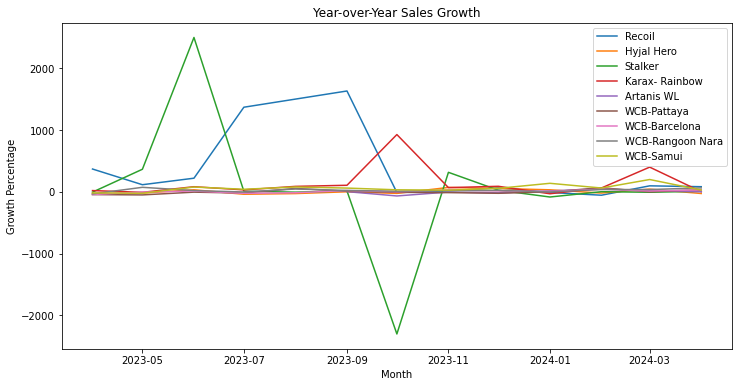 Year-over-Year Sales Growth
Recoil
Hyjal Hero
Stalker
Karax- Rainbow
Artanis WL
WCB-Pattaya
WCB-Barcelona
WCB-Rangoon Nara
WCB-Samui
Growth Percentage
2000
1000
0
−1000
−2000
2023-05 2023-07 2023-09 2023-11 2024-01 2024-03
Month